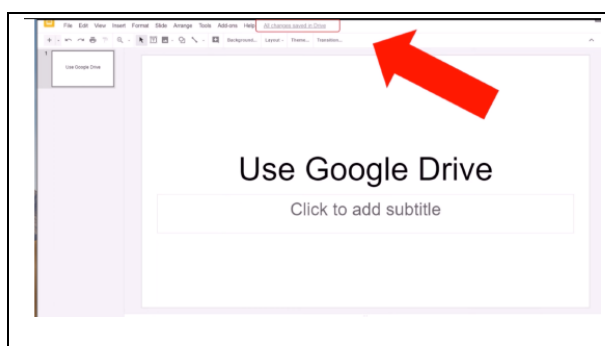 File Edit View Insert Format Slide Arrange Tools Add-ons Help All changes saved in Drive
Background... Layout Theme... Transition...
1
Use Google Drive
Use Google Drive
Click to add subtitle